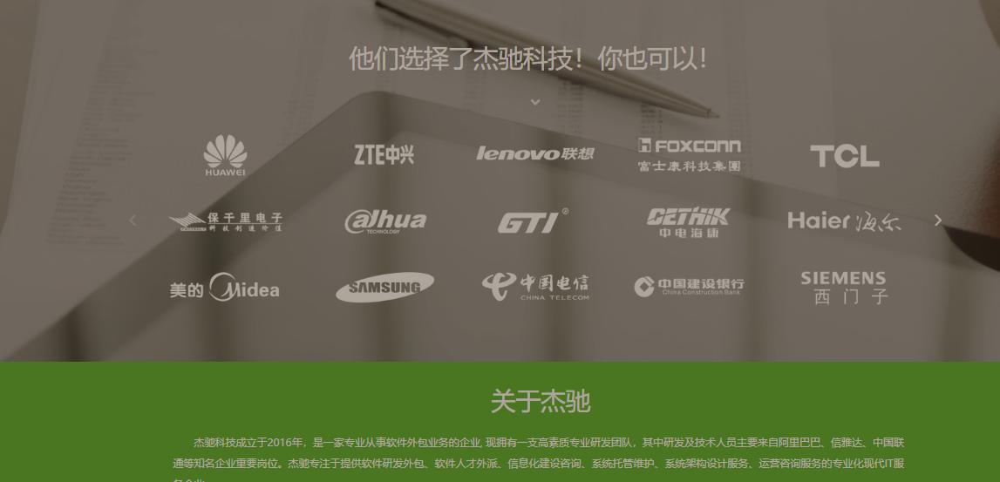 他们选择了杰驰科技！你也可以！
HUAWEI
ZTE中兴
lenovo联想
FOXCONN
富士康科技集團
TCL
保千里电子
科技创造价值
alhua
TECHNOLOGY
GTI®
CETHIK
中电海康
Haier 海尔
美的 Midea
SAMSUNG
中国电信
CHINA TELECOM
中国建设银行
China Construction Bank
SIEMENS
西门子
关于杰驰
杰驰科技成立于2016年，是一家专业从事软件外包业务的企业, 现拥有一支高素质专业研发团队，其中研发及技术人员主要来自阿里巴巴、信雅达、中国联
通等知名企业重要岗位。杰驰专注于提供软件研发外包、软件人才外派、信息化建设咨询、系统托管维护、系统架构设计服务、运营咨询服务的专业化现代IT服